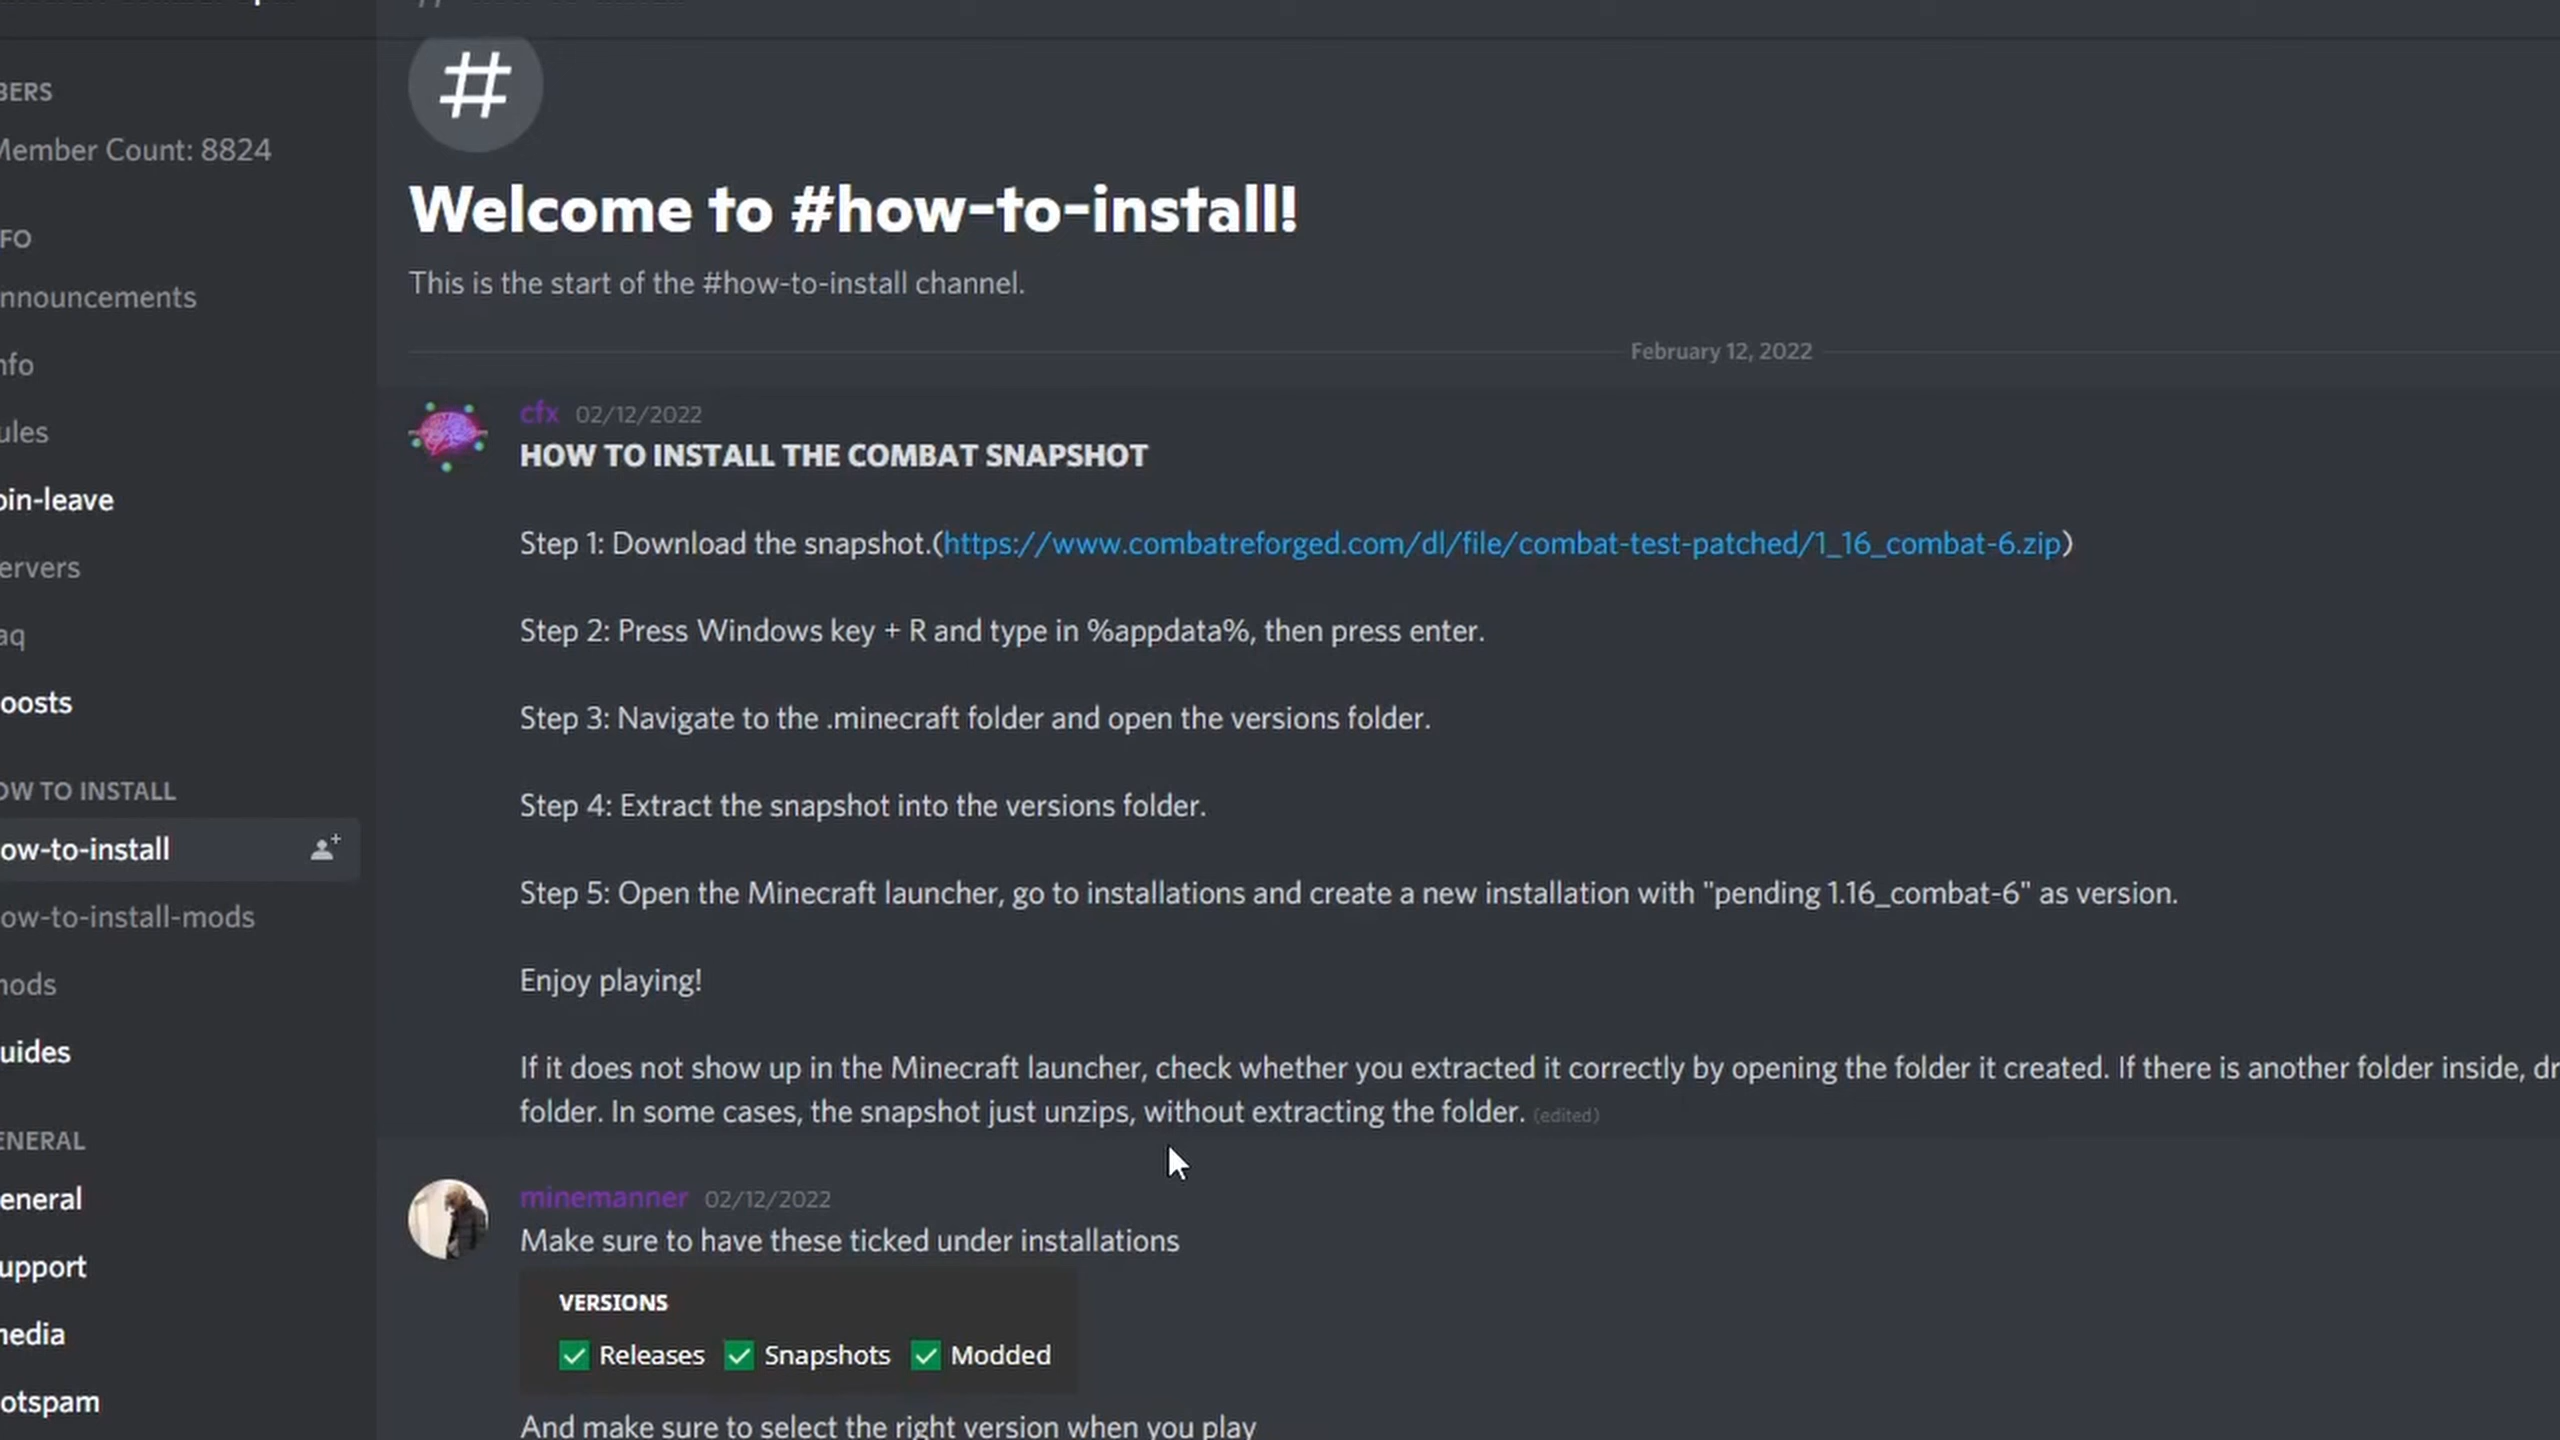 BERS
Member Count: 8824
FO
nnouncements
nfo
ules
oin-leave
ervers
aq
oosts
OW TO INSTALL
ow-to-install
ow-to-install-mods
nods
uides
ENERAL
eneral
upport
nedia
otspam
#
Welcome to #how-to-install!
This is the start of the #how-to-install channel.
February 12, 2022
cfx 02/12/2022
HOW TO INSTALL THE COMBAT SNAPSHOT
Step 1: Download the snapshot.(https://www.combatreforged.com/dl/file/combat-test-patched/1_16_combat-6.zip)
Step 2: Press Windows key + R and type in %appdata%, then press enter.
Step 3: Navigate to the .minecraft folder and open the versions folder.
Step 4: Extract the snapshot into the versions folder.
Step 5: Open the Minecraft launcher, go to installations and create a new installation with "pending 1.16_combat-6" as version.
Enjoy playing!
If it does not show up in the Minecraft launcher, check whether you extracted it correctly by opening the folder it created. If there is another folder inside, dr
folder. In some cases, the snapshot just unzips, without extracting the folder. (edited)
minemanner 02/12/2022
Make sure to have these ticked under installations
VERSIONS
Releases Snapshots Modded
And make sure to select the right version when you play